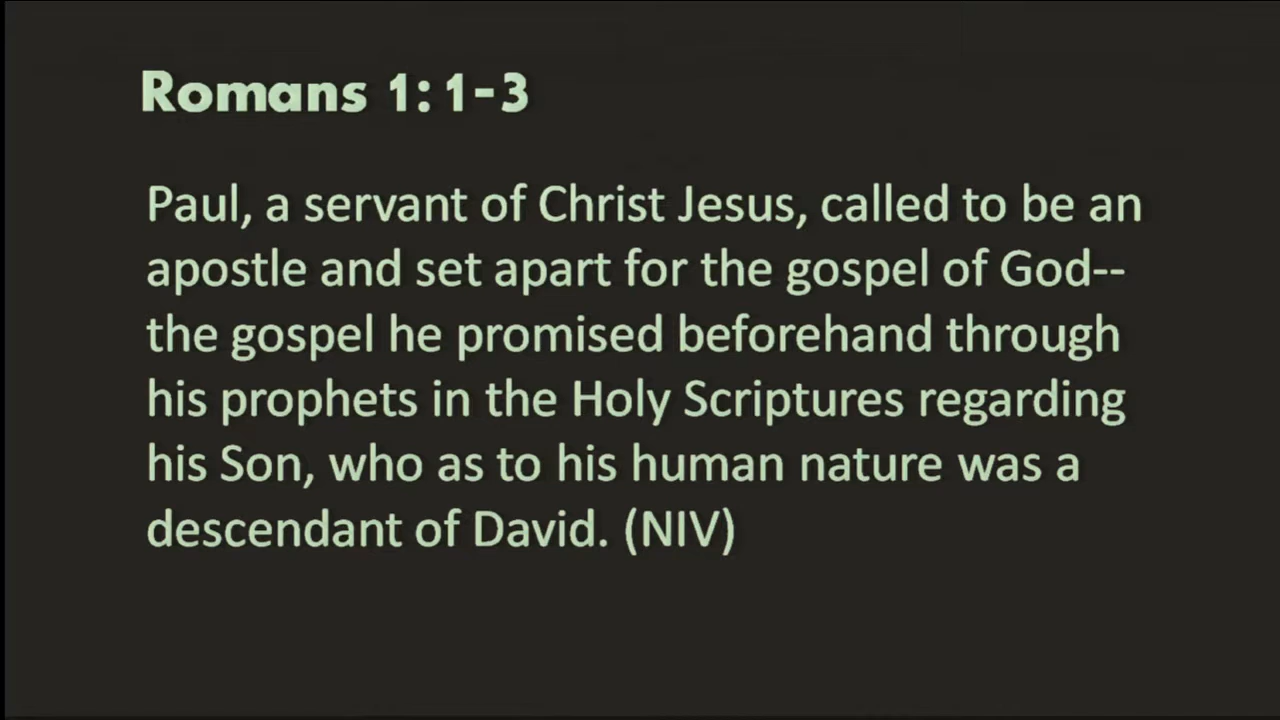 Romans 1: 1-3
Paul, a servant of Christ Jesus, called to be an
apostle and set apart for the gospel of God--
the gospel he promised beforehand through
his prophets in the Holy Scriptures regarding
his Son, who as to his human nature was a
descendant of David. (NIV)